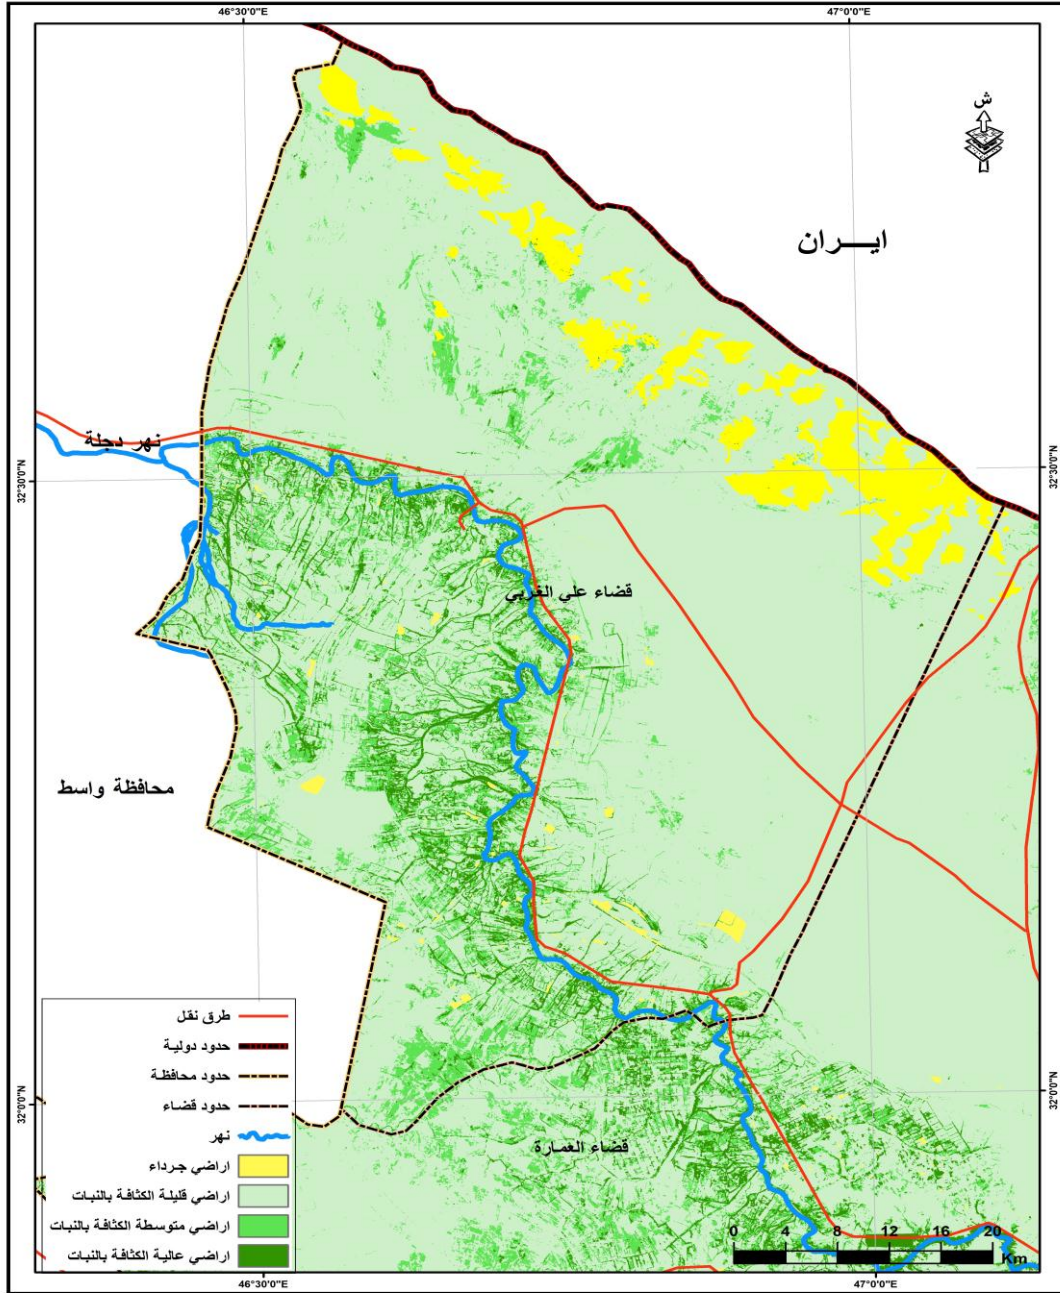 46°30'0"E
47°0'0"E
ش
ايـــران
نهر دجلة
32°30'0"N
32°30'0"N
قضاء علي الغربي
محافظة واسط
طرق نقل
حدود دولية
حدود محافظة
حدود قضاء
نهر
اراضي جرداء
اراضي قليلة الكثافة بالنبات
اراضي متوسطة الكثافة بالنبات
اراضي عالية الكثافة بالنبات
32°0'0"N
32°0'0"N
قضاء العمارة
0 4 8 12 16 20
Km
46°30'0"E
47°0'0"E